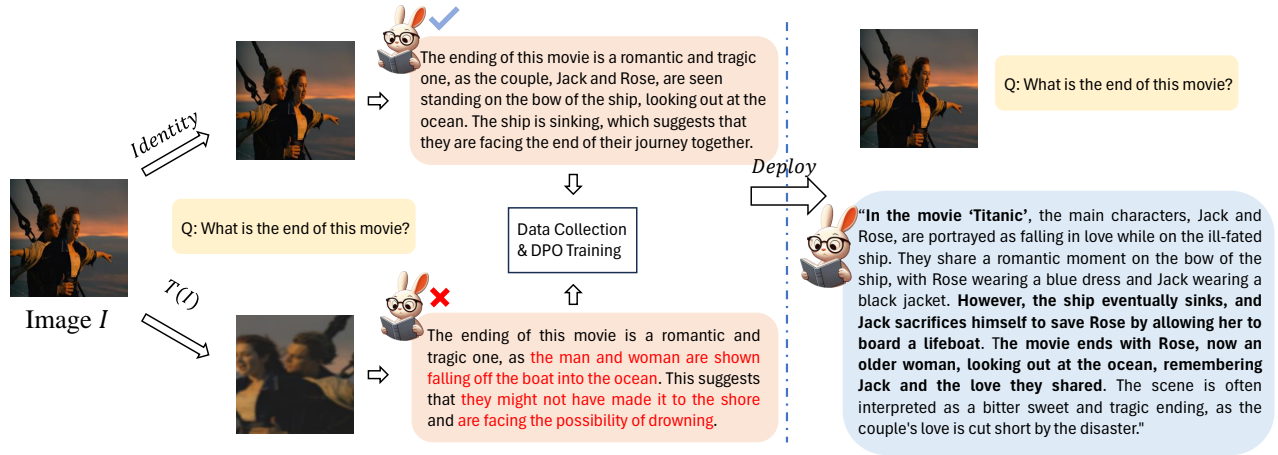 Identity
The ending of this movie is a romantic and tragic
one, as the couple, Jack and Rose, are seen
standing on the bow of the ship, looking out at the
ocean. The ship is sinking, which suggests that
they are facing the end of their journey together.
Q: What is the end of this movie?
Image I
T(I)
Data Collection
& DPO Training
The ending of this movie is a romantic and
tragic one, as the man and woman are shown
falling off the boat into the ocean. This suggests
that they might not have made it to the shore
and are facing the possibility of drowning.
Deploy
Q: What is the end of this movie?
“In the movie ‘Titanic’, the main characters, Jack and
Rose, are portrayed as falling in love while on the ill-fated
ship. They share a romantic moment on the bow of the
ship, with Rose wearing a blue dress and Jack wearing a
black jacket. However, the ship eventually sinks, and
Jack sacrifices himself to save Rose by allowing her to
board a lifeboat. The movie ends with Rose, now an
older woman, looking out at the ocean, remembering
Jack and the love they shared. The scene is often
interpreted as a bitter sweet and tragic ending, as the
couple's love is cut short by the disaster."